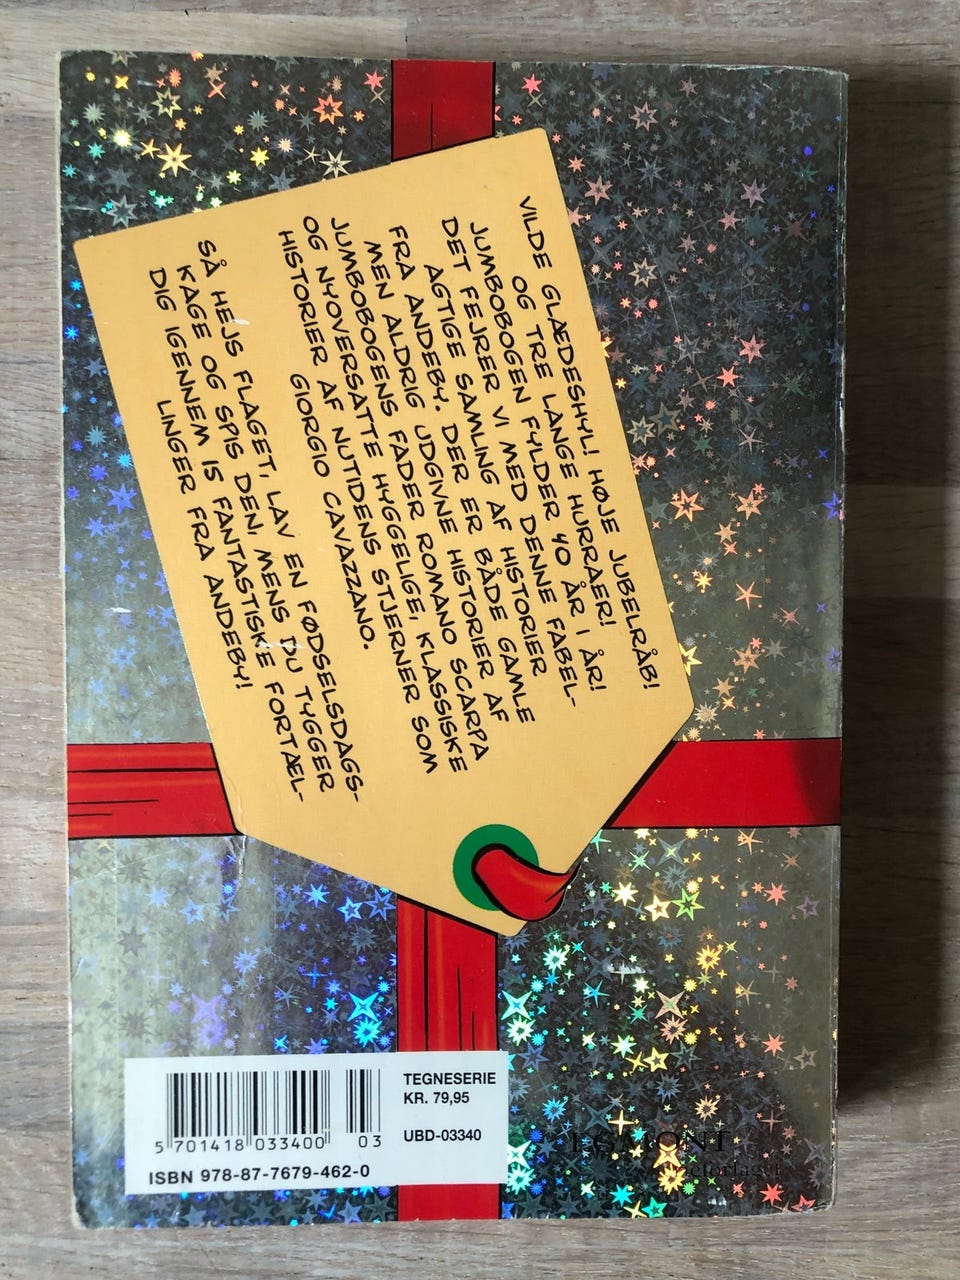 VILDE GLÆDESHYL! HØJE JUBELRÅB!
OG TRE LANGE HURRAER!
JUMBOBOGEN FYLDER 40 ÅR I ÅR!
DET FEJRER VI MED DENNE FABEL-
AGTIGE SAMLING AF HISTORIER
FRA ANDEBY. DER ER BÅDE GAMLE
MEN ALDRIG UDGIVNE HISTORIER AF
JUMBOBOGENS FADER ROMANO SCARPA
OG NYOVERSATTE HYGGELIGE, KLASSISKE
HISTORIER AF NUTIDENS STJERNER SOM
GIORGIO CAVAZZANO.
SÅ HEJS FLAGET, LAV EN FØDSELSDAGS-
KAGE OG SPIS DEN, MENS DU TYGGER
DIG IGENNEM 15 FANTASTISKE FORTÆL-
LINGER FRA ANDEBY!
TEGNESERIE
KR. 79,95
UBD-03340
5 701418 033400 03
ISBN 978-87-7679-462-0
EGMONT